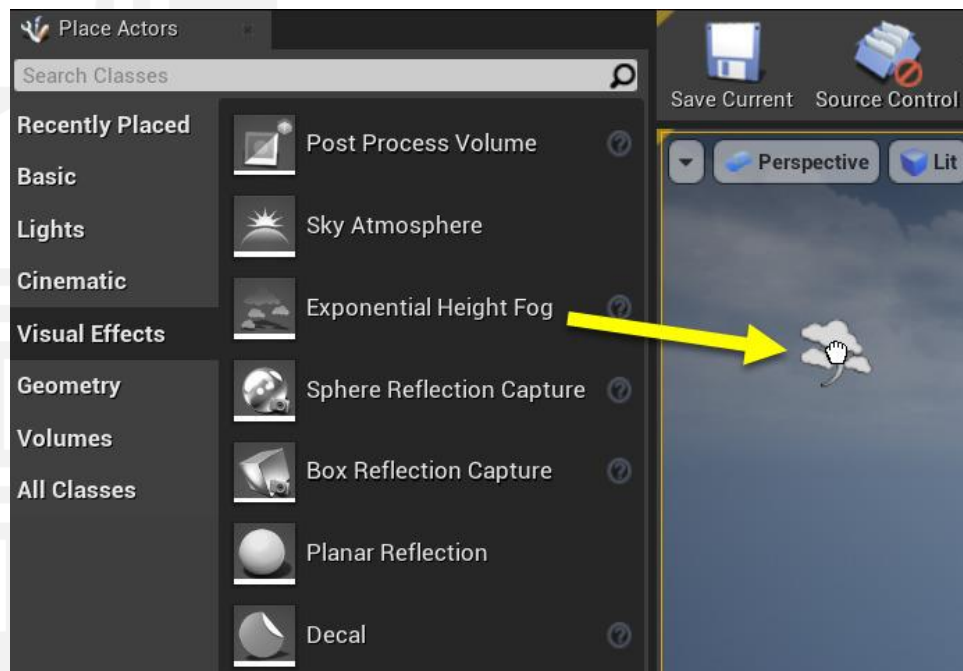 Place Actors
Search Classes
Recently Placed
Basic
Lights
Cinematic
Visual Effects
Geometry
Volumes
All Classes
Post Process Volume
Sky Atmosphere
Exponential Height Fog
Sphere Reflection Capture
Box Reflection Capture
Planar Reflection
Decal
Save Current
Source Control
Perspective
Lit